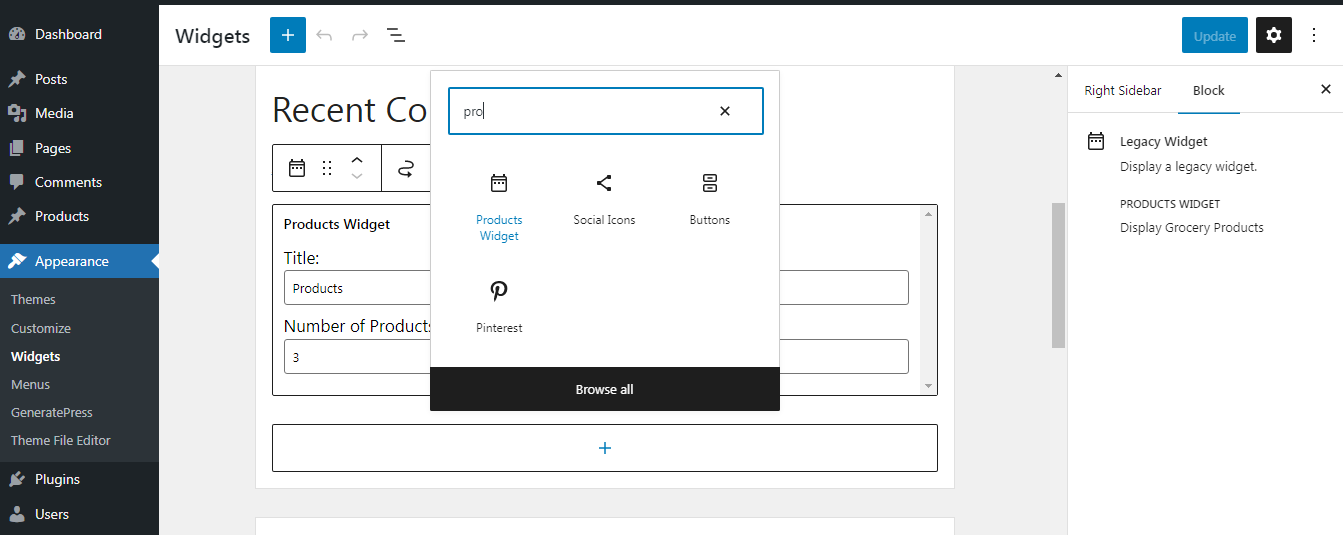 Dashboard
Posts
Media
Pages
Comments
Products
Appearance
Themes
Customize
Widgets
Menus
GeneratePress
Theme File Editor
Plugins
Users
Widgets
Update
Recent Co
pro
Products
Widget
Social Icons
Buttons
Pinterest
Browse all
Products Widget
Title:
Products
Number of Products
3
Right Sidebar
Block
Legacy Widget
Display a legacy widget.
PRODUCTS WIDGET
Display Grocery Products